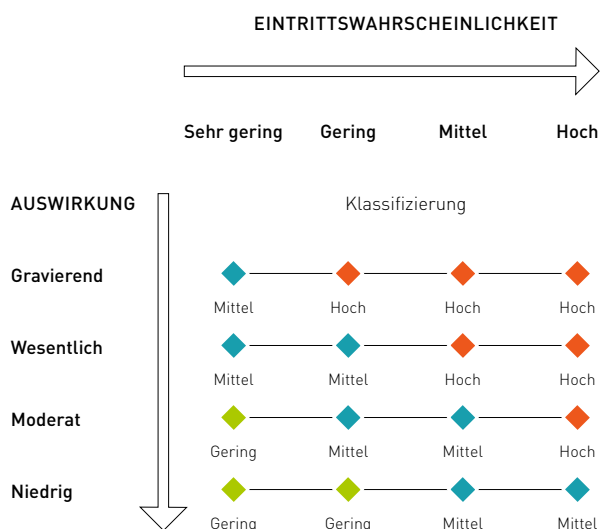 EINTRITTSWAHRSCHEINLICHKEIT
Sehr gering Gering Mittel Hoch
AUSWIRKUNG Klassifizierung
Gravierend
Mittel Hoch Hoch Hoch
Wesentlich
Mittel Mittel Hoch Hoch
Moderat
Gering Mittel Mittel Hoch
Niedrig
Gering Gering Mittel Mittel